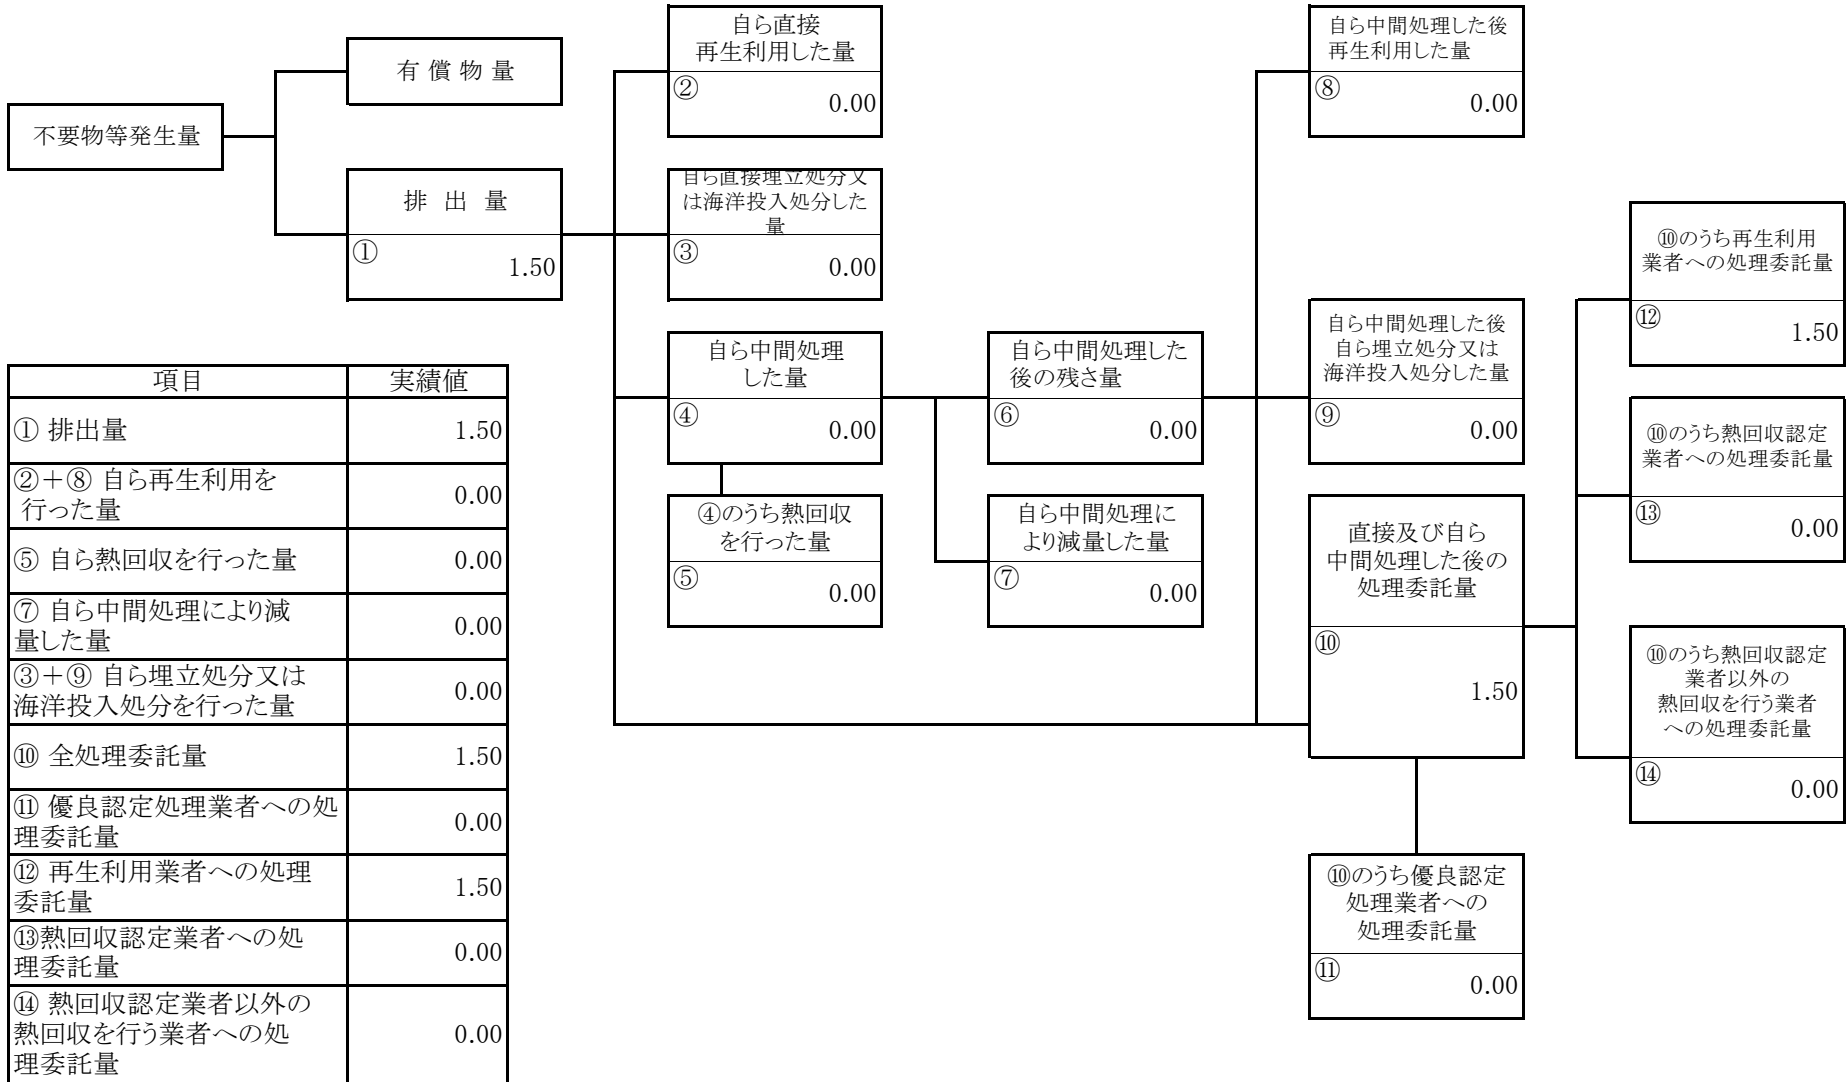 不要物等発生量
有 償 物 量
排 出 量
①
1.50
自ら直接
再生利用した量
②
0.00
自ら直接埋立処分又
は海洋投入処分した
量
③
0.00
自ら中間処理
した量
④
0.00
④のうち熱回収
を行った量
⑤
0.00
自ら中間処理した
後の残さ量
⑥
0.00
自ら中間処理に
より減量した量
⑦
0.00
自ら中間処理した後
再生利用した量
⑧
0.00
自ら中間処理した後
自ら埋立処分又は
海洋投入処分した量
⑨
0.00
直接及び自ら
中間処理した後の
処理委託量
⑩
1.50
⑩のうち優良認定
処理業者への
処理委託量
⑪
0.00
⑩のうち再生利用
業者への処理委託量
⑫
1.50
⑩のうち熱回収認定
業者への処理委託量
⑬
0.00
⑩のうち熱回収認定
業者以外の
熱回収を行う業者
への処理委託量
⑭
0.00
項目 実績値
① 排出量 1.50
②＋⑧ 自ら再生利用を
行った量 0.00
⑤ 自ら熱回収を行った量 0.00
⑦ 自ら中間処理により減
量した量 0.00
③＋⑨ 自ら埋立処分又は
海洋投入処分を行った量 0.00
⑩ 全処理委託量 1.50
⑪ 優良認定処理業者への処
理委託量 0.00
⑫ 再生利用業者への処理
委託量 1.50
⑬熱回収認定業者への処
理委託量 0.00
⑭ 熱回収認定業者以外の
熱回収を行う業者への処
理委託量 0.00